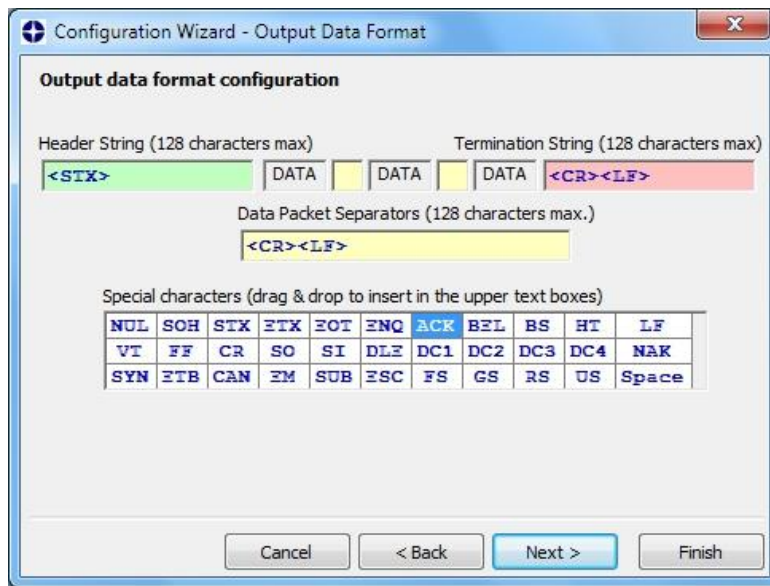 Configuration Wizard - Output Data Format
Output data format configuration
Header String (128 characters max) Termination String (128 characters max)
<STX> DATA DATA DATA <CR><LF>
Data Packet Separators (128 characters max.)
<CR><LF>
Special characters (drag & drop to insert in the upper text boxes)
NUL SOH STX ETX EOT ENQ ACK BEL BS HT LF
VT FF CR SO SI DLE DC1 DC2 DC3 DC4 NAK
SYN ETB CAN EM SUB ESC FS GS RS US Space
Cancel < Back Next > Finish